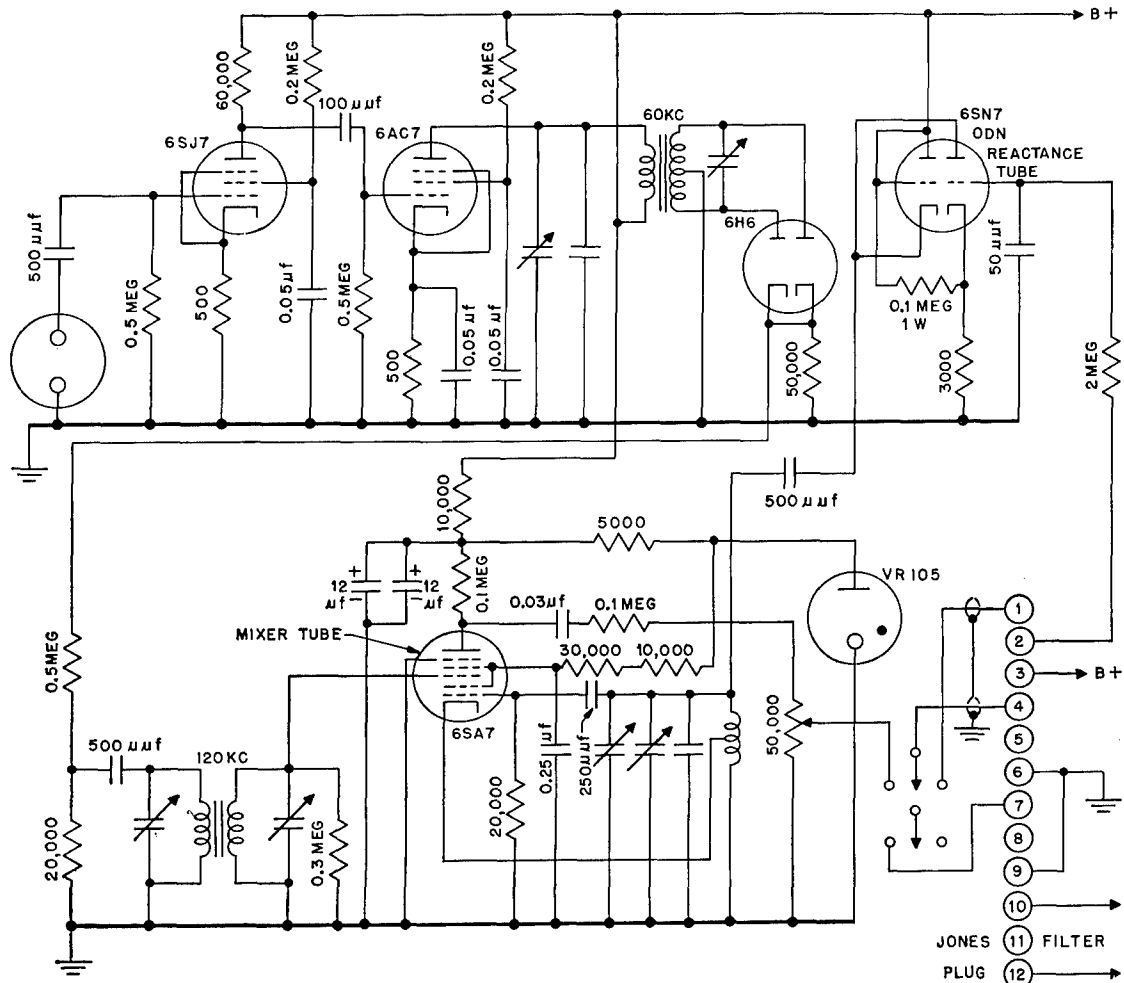 B+
60,000
0.2 MEG
0.2 MEG
100 μμf
6SJ7
6AC7
60KC
6SN7
ODN
REACTANCE
TUBE
6H6
500 μμf
0.5 MEG
500
0.05 μf
0.5 MEG
500
0.05 μf
0.05 μf
50,000
0.1 MEG
1 W
3000
50 μμf
2 MEG
10,000
500 μμf
5000
VR 105
12
μf
12
μf
+
-
+
-
0.1 MEG
0.03 μf
0.1 MEG
MIXER TUBE
30,000
10,000
6SA7
0.5 MEG
500 μμf
120 KC
20,000
0.3 MEG
20,000
0.25 μf
250 μμf
50,000
1
2
3
B+
4
5
6
7
8
9
10
JONES 11 FILTER
PLUG 12